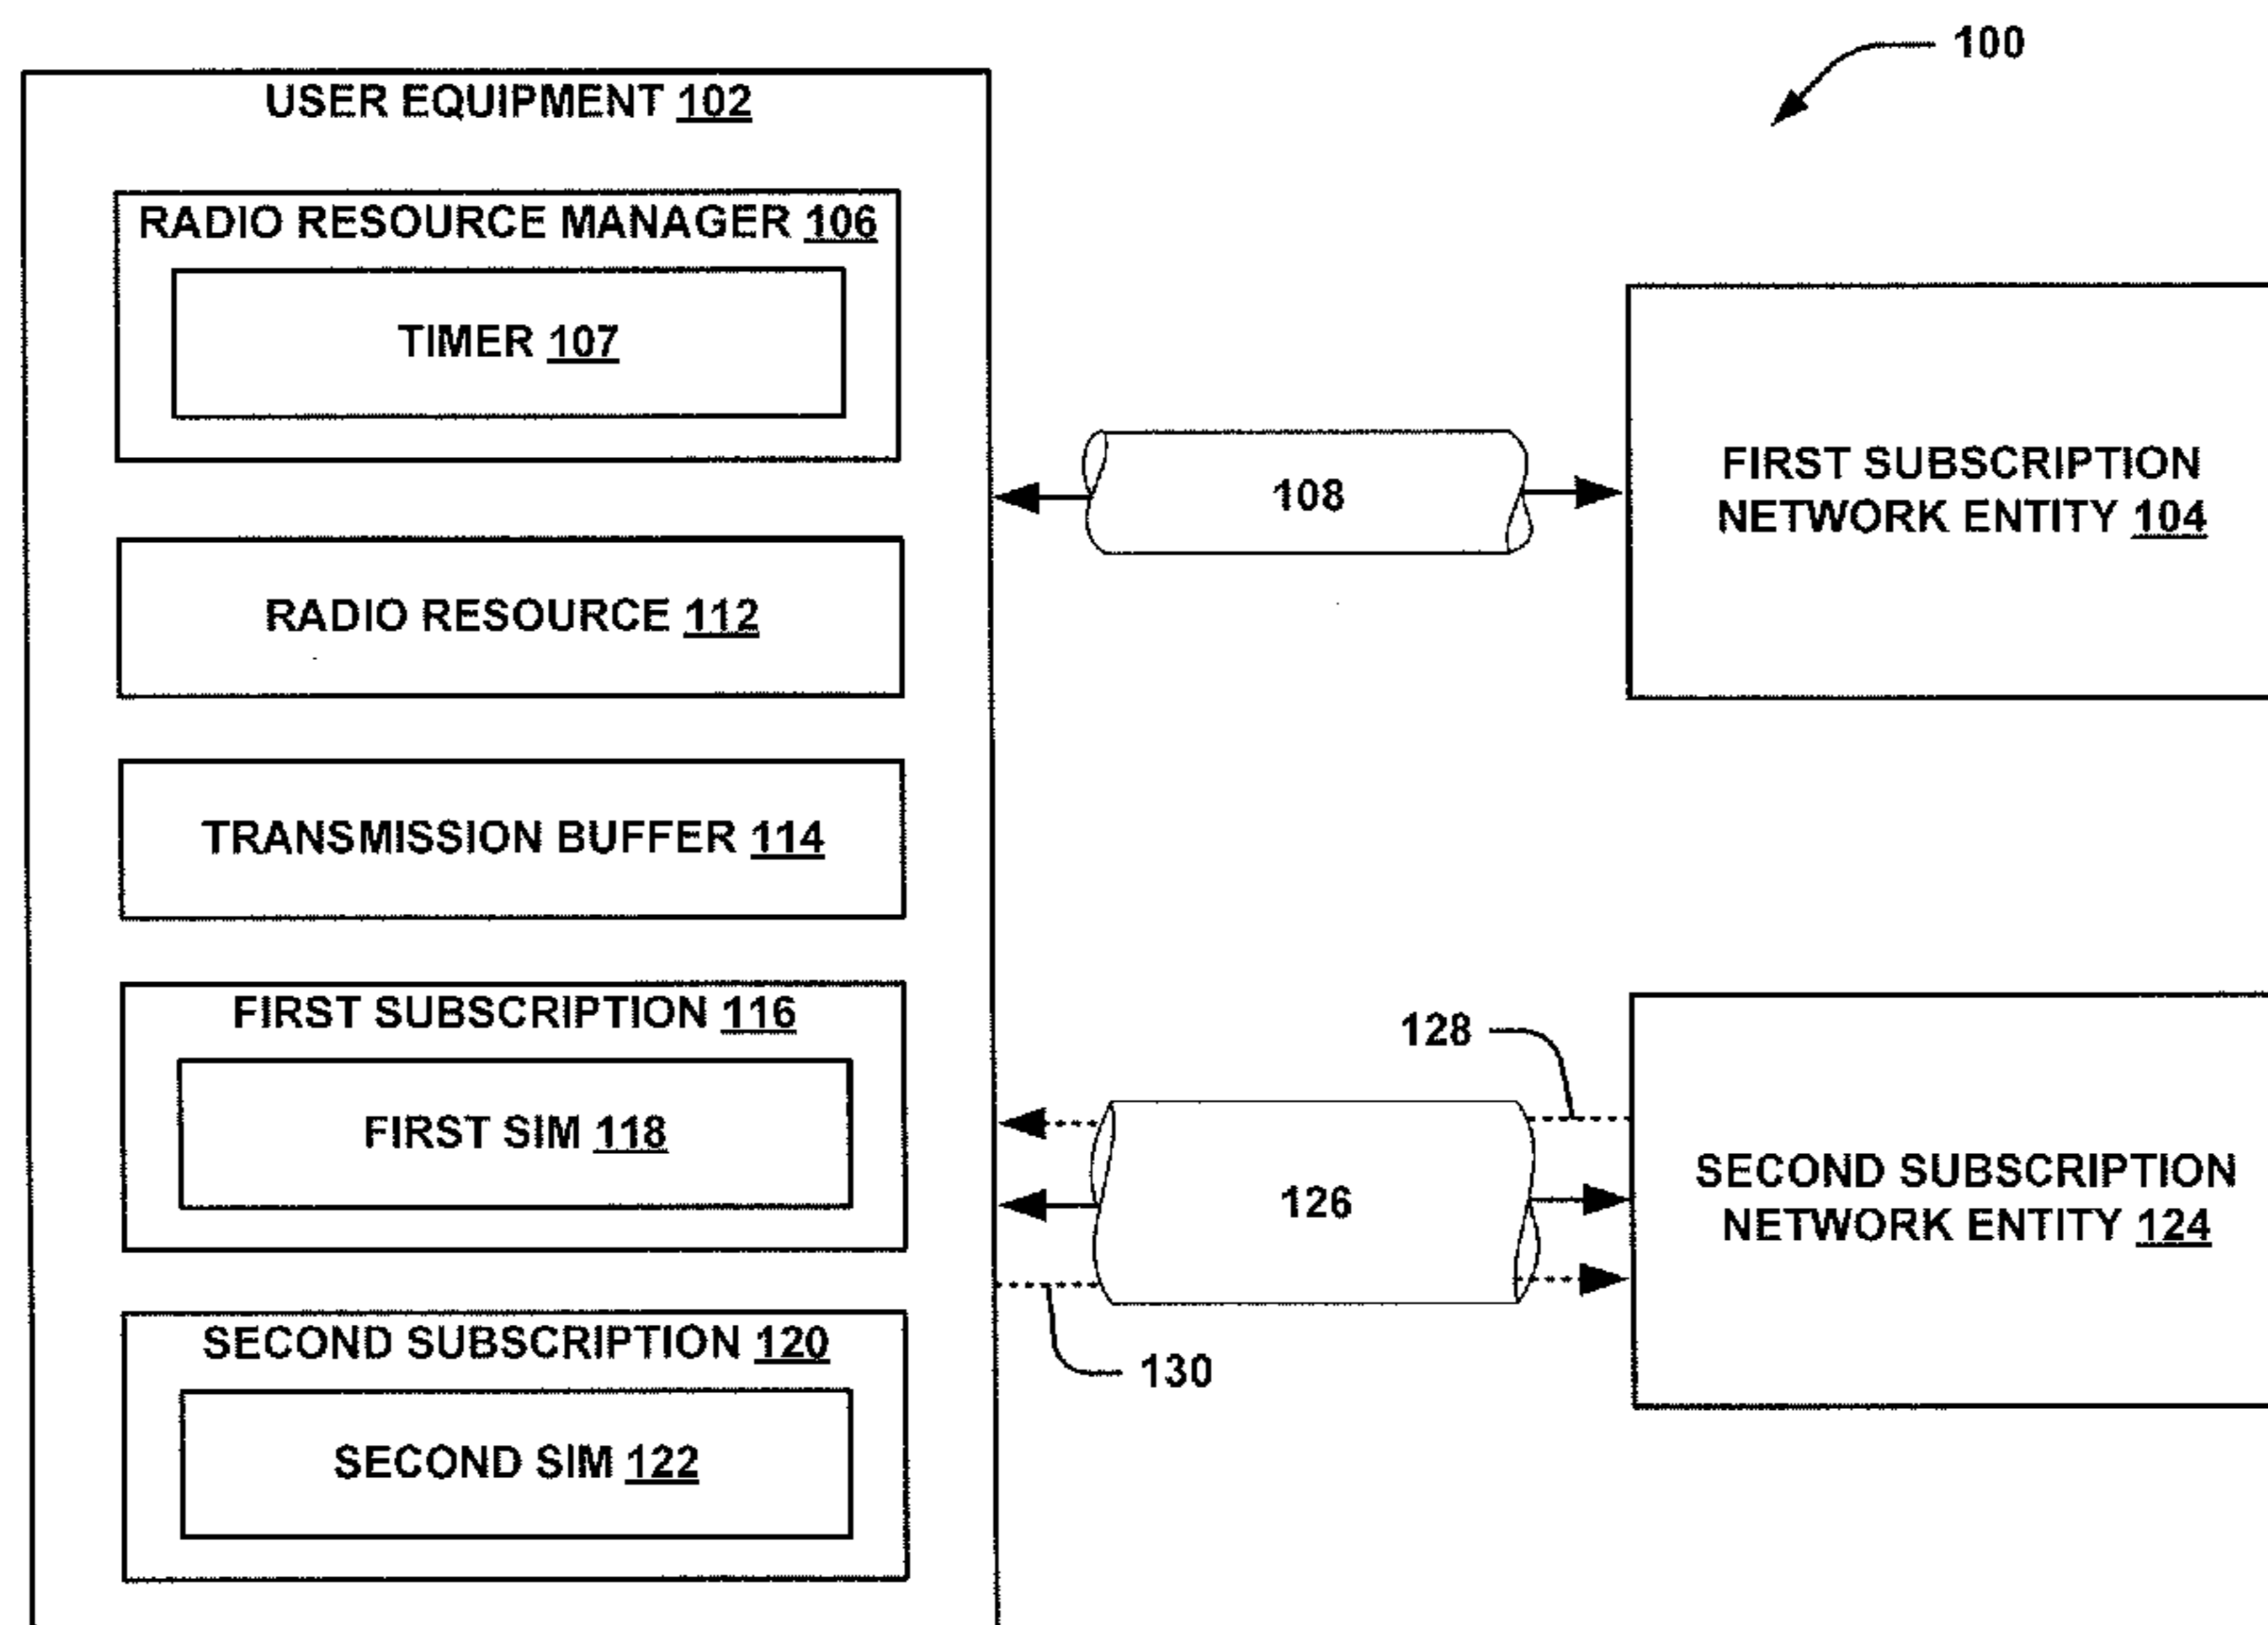 100
USER EQUIPMENT 102
RADIO RESOURCE MANAGER 106
TIMER 107
108
FIRST SUBSCRIPTION
NETWORK ENTITY 104
RADIO RESOURCE 112
TRANSMISSION BUFFER 114
FIRST SUBSCRIPTION 116
FIRST SIM 118
128
126
SECOND SUBSCRIPTION
NETWORK ENTITY 124
130
SECOND SUBSCRIPTION 120
SECOND SIM 122